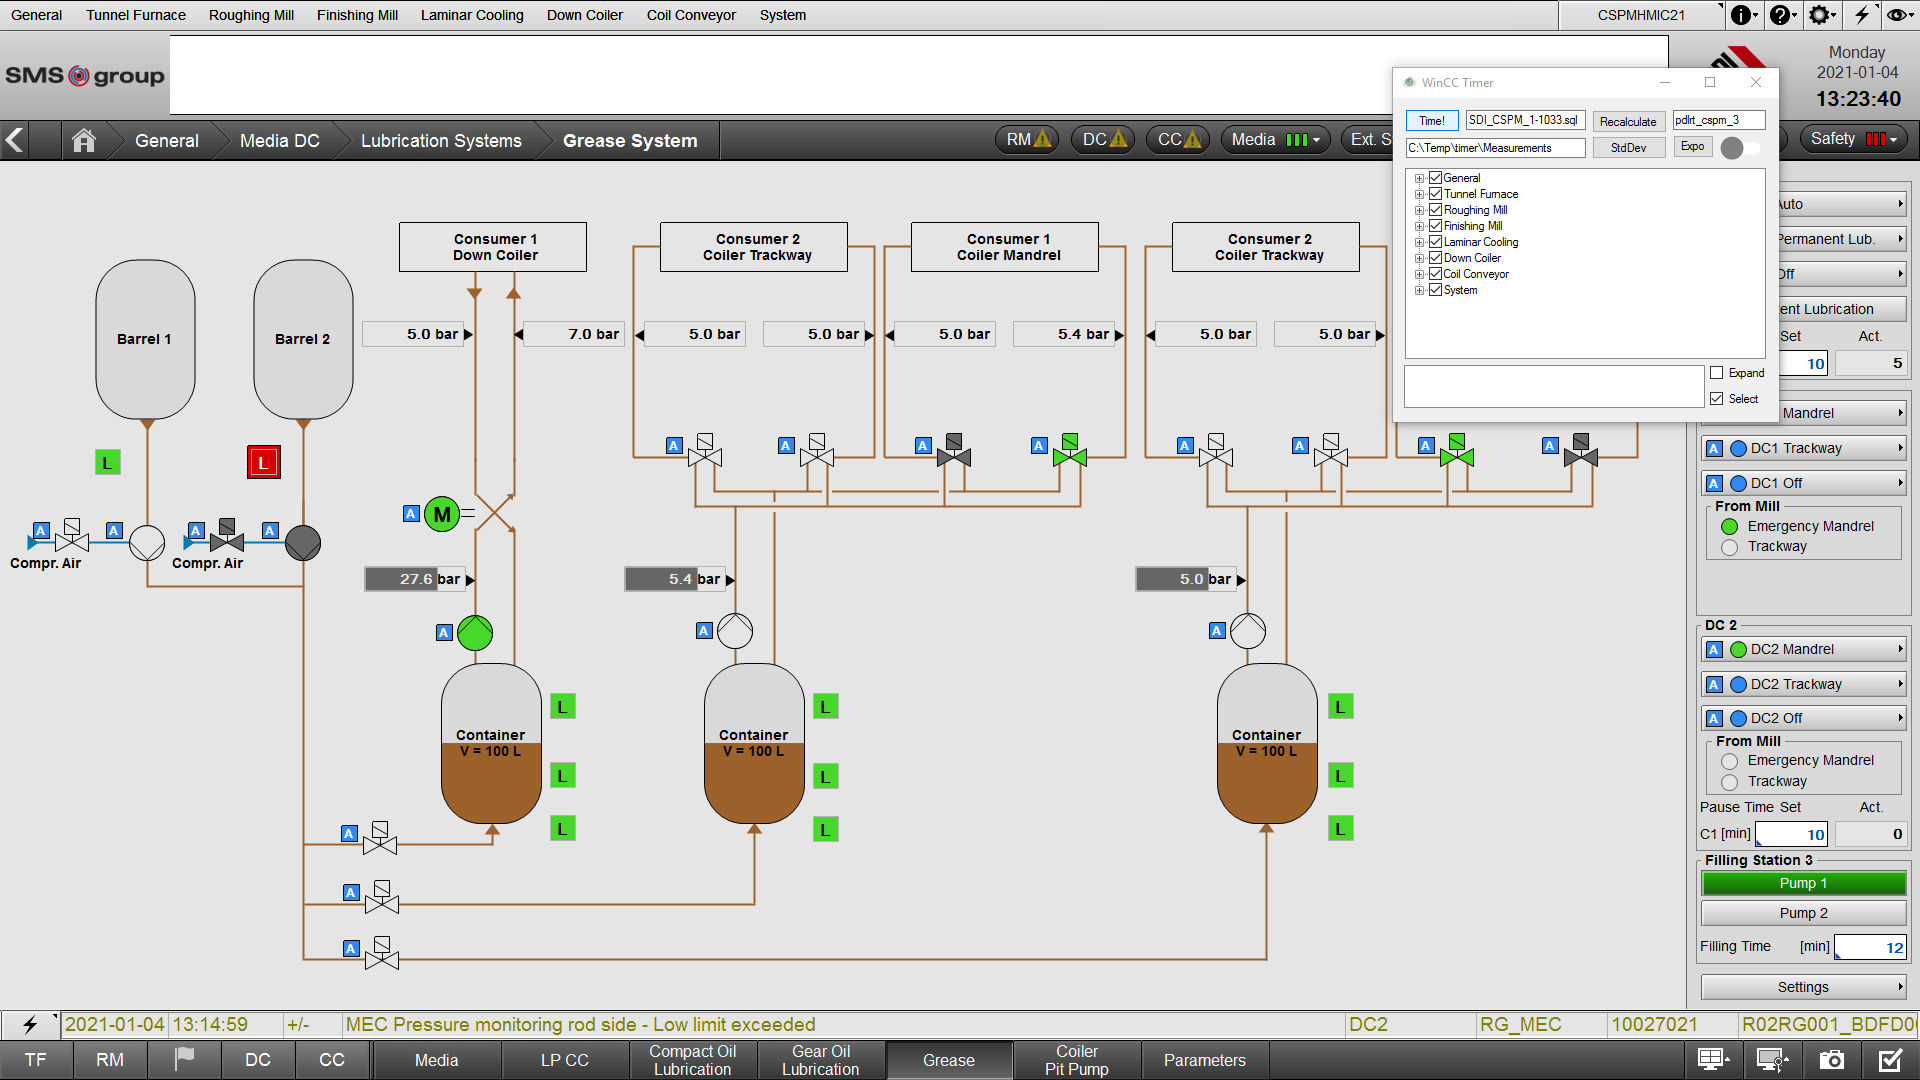 General Tunnel Furnace Roughing Mill Finishing Mill Laminar Cooling Down Coiler Coil Conveyor System CSPMHMIC21
SMS group
Monday
2021-01-04
13:23:40
General Media DC Lubrication Systems Grease System RM DC CC Media Ext. S Safety
WinCC Timer
Time! SDI_CSPM_1-1033.sql Recalculate pdlrt_cspm_3
C:\Temp\timer\Measurements StdDev Expo
General
Tunnel Furnace
Roughing Mill
Finishing Mill
Laminar Cooling
Down Coiler
Coil Conveyor
System
Expand
Select
Consumer 1
Down Coiler
Consumer 2
Coiler Trackway
Consumer 1
Coiler Mandrel
Consumer 2
Coiler Trackway
Barrel 1
Barrel 2
5.0 bar 7.0 bar 5.0 bar 5.0 bar 5.0 bar 5.4 bar 5.0 bar 5.0 bar
L L
A A A A A A A A
A M
A A A A
Compr. Air Compr. Air
27.6 bar 5.4 bar 5.0 bar
A A A
Container
V = 100 L
Container
V = 100 L
Container
V = 100 L
L L L
L L L
L L L
A
A
A
Auto
Permanent Lub.
Off
ent Lubrication
Set Act.
10 5
Mandrel
A DC1 Trackway
A DC1 Off
From Mill
Emergency Mandrel
Trackway
DC 2
A DC2 Mandrel
A DC2 Trackway
A DC2 Off
From Mill
Emergency Mandrel
Trackway
Pause Time Set Act.
C1 [min] 10 0
Filling Station 3
Pump 1
Pump 2
Filling Time [min] 12
Settings
2021-01-04 13:14:59 +/- MEC Pressure monitoring rod side - Low limit exceeded DC2 RG_MEC 10027021 R02RG001_BDFD0
TF RM DC CC Media LP CC Compact Oil Lubrication Gear Oil Lubrication Grease Coiler Pit Pump Parameters